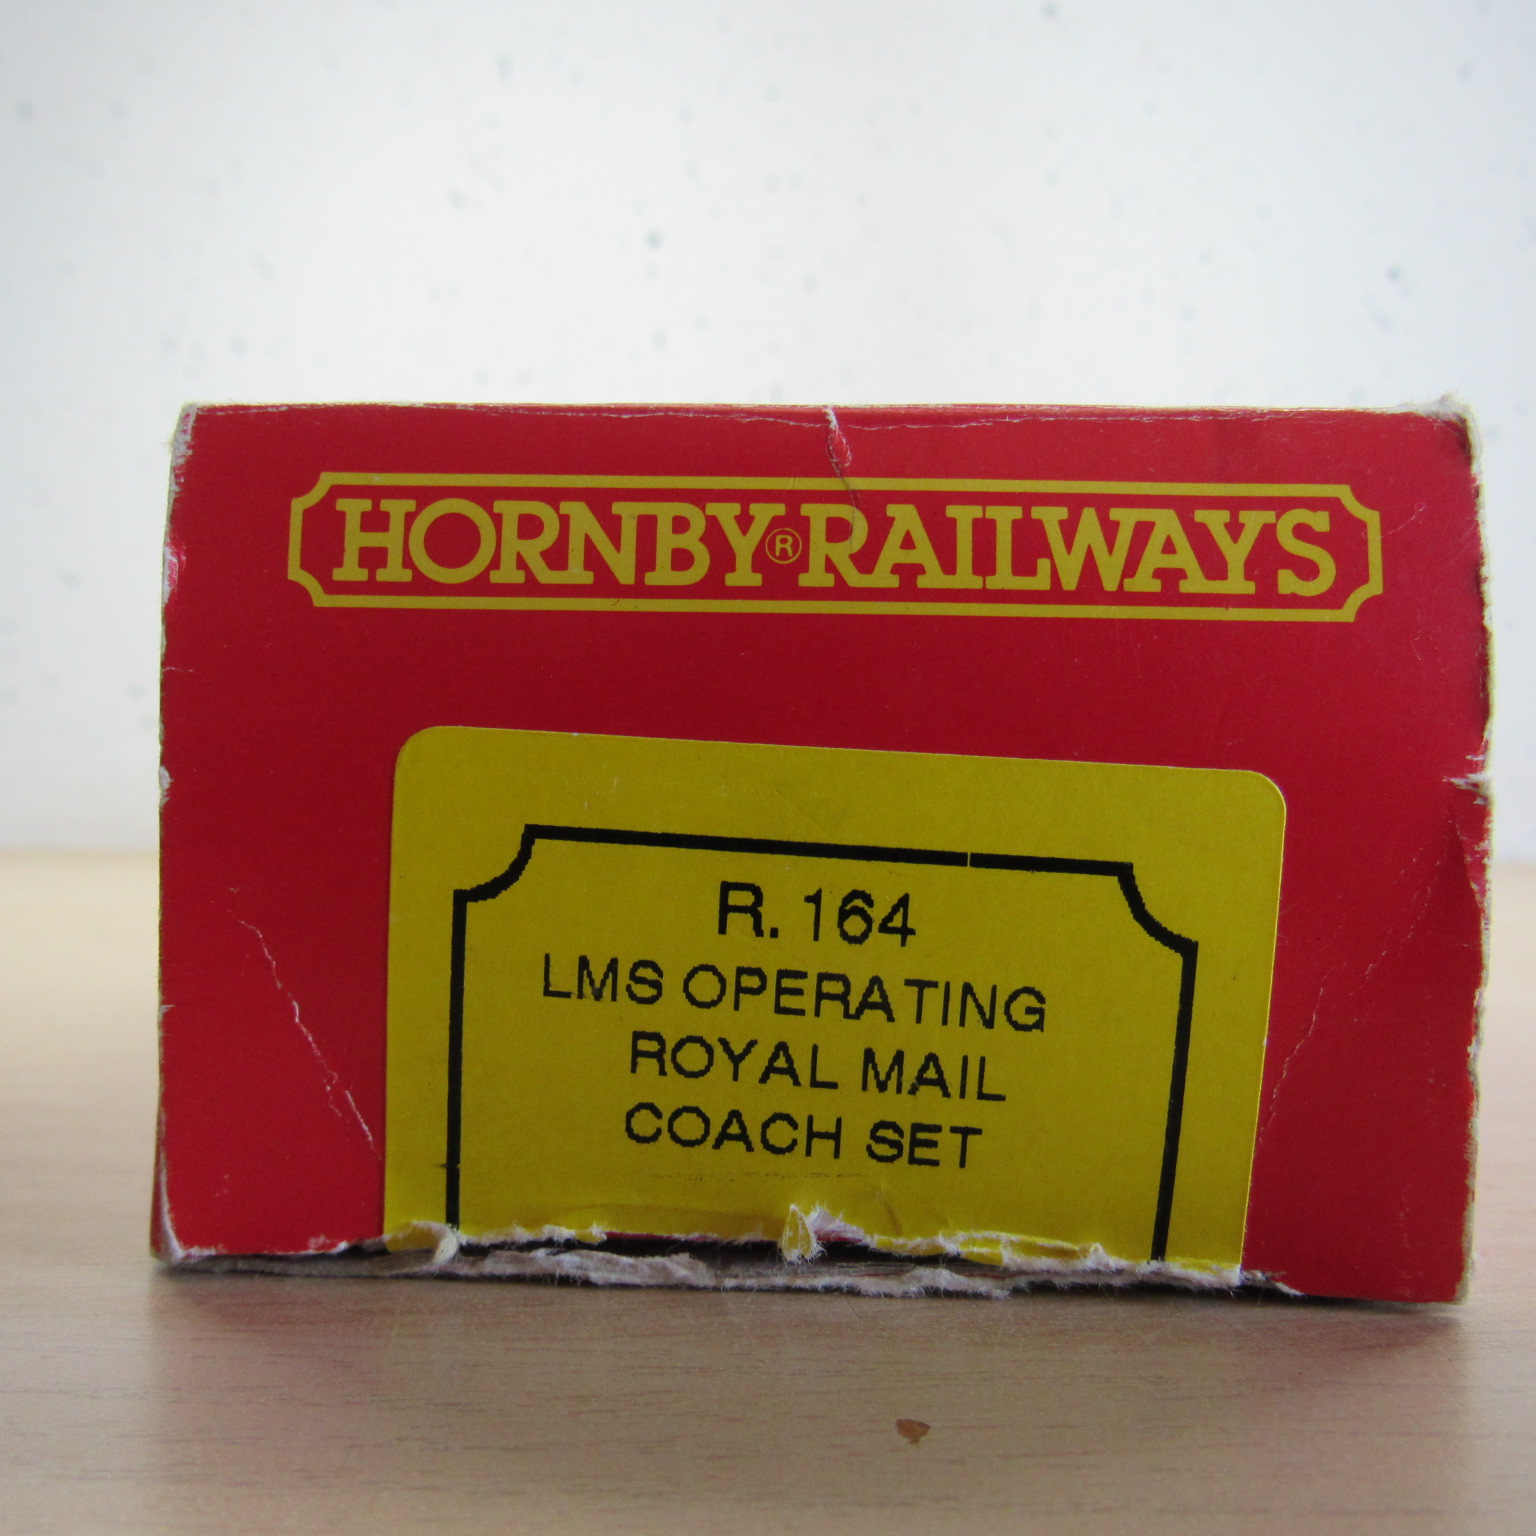 HORNBY®RAILWAYS
R. 164
LMS OPERATING
ROYAL MAIL
COACH SET